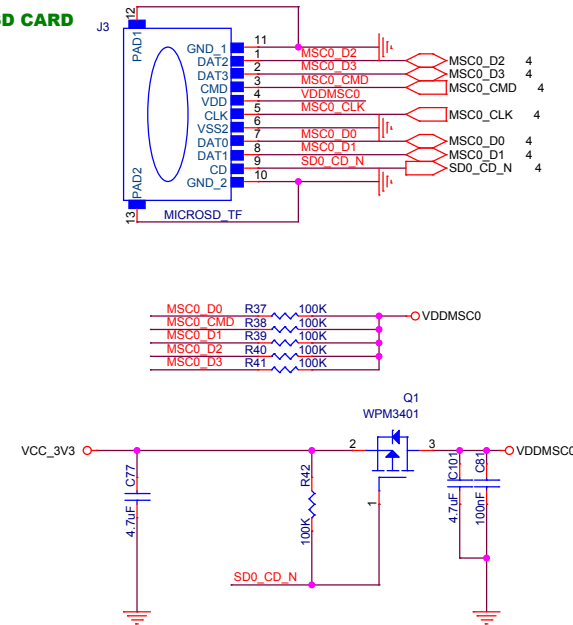 SD CARD
J3
12
PAD1
GND_1 11
DAT2 1 MSC0_D2 MSC0_D2 4
DAT3 2 MSC0_D3 MSC0_D3 4
CMD 3 MSC0_CMD MSC0_CMD 4
VDD 4 VDDMSC0
CLK 5 MSC0_CLK MSC0_CLK 4
VSS2 6
DAT0 7 MSC0_D0 MSC0_D0 4
DAT1 8 MSC0_D1 MSC0_D1 4
CD 9 SD0_CD_N SD0_CD_N 4
GND_2 10
PAD2
13
MICROSD_TF
MSC0_D0 R37 100K VDDMSC0
MSC0_CMD R38 100K
MSC0_D1 R39 100K
MSC0_D2 R40 100K
MSC0_D3 R41 100K
Q1
WPM3401
VCC_3V3 2 3 VDDMSC0
C77
4.7uF
R42
100K
1
C101
4.7uF
C81
100nF
SD0_CD_N